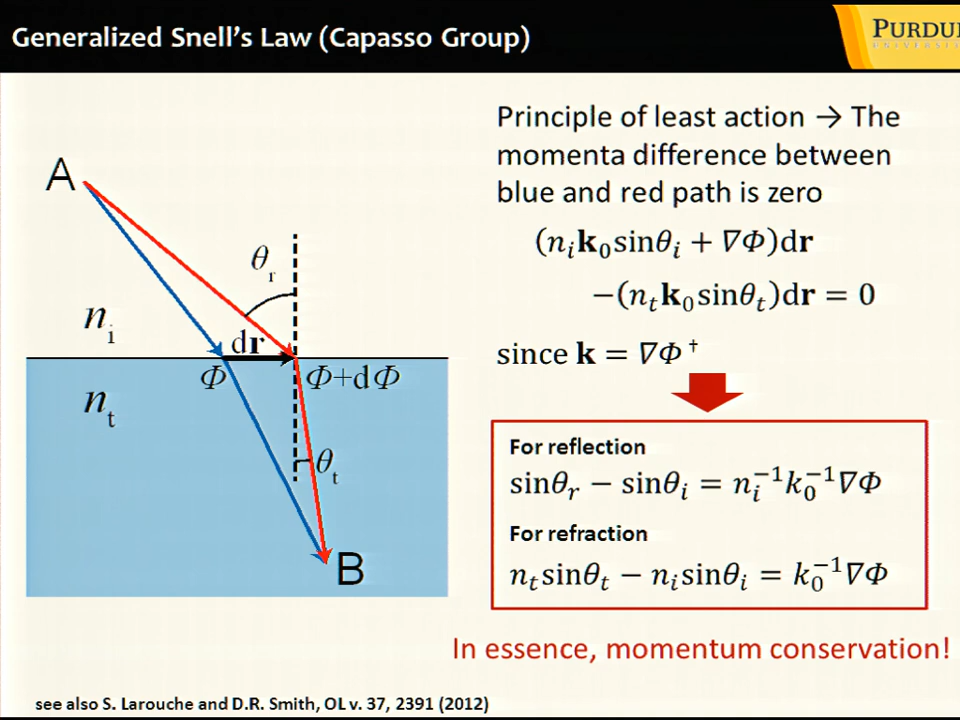 Generalized Snell's Law (Capasso Group)
PURDU
UNIVERSI
Principle of least action → The
momenta difference between
blue and red path is zero
(nᵢ𝐤₀sinθᵢ + ∇Φ)d𝐫
−(nₜ𝐤₀sinθₜ)d𝐫 = 0
since 𝐤 = ∇Φ †
A
θᵣ
nᵢ
d𝐫
Φ
Φ+dΦ
nₜ
θₜ
B
For reflection
sinθᵣ − sinθᵢ = nᵢ⁻¹k₀⁻¹∇Φ
For refraction
nₜsinθₜ − nᵢsinθᵢ = k₀⁻¹∇Φ
In essence, momentum conservation!
see also S. Larouche and D.R. Smith, OL v. 37, 2391 (2012)